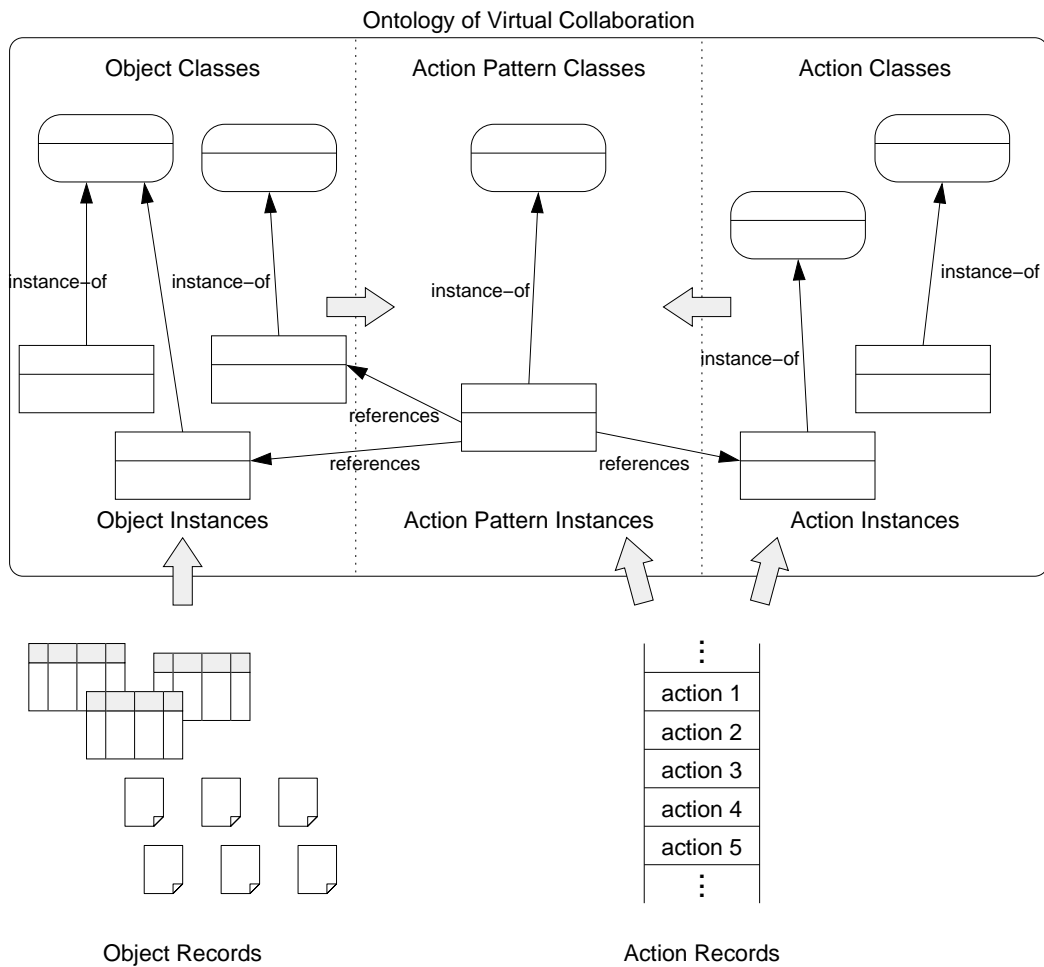 Ontology of Virtual Collaboration
Object Classes
Action Pattern Classes
Action Classes
instance−of
instance−of
instance−of
instance−of
instance−of
references
references
references
Object Instances
Action Pattern Instances
Action Instances
⋮
action 1
action 2
action 3
action 4
action 5
⋮
Object Records
Action Records